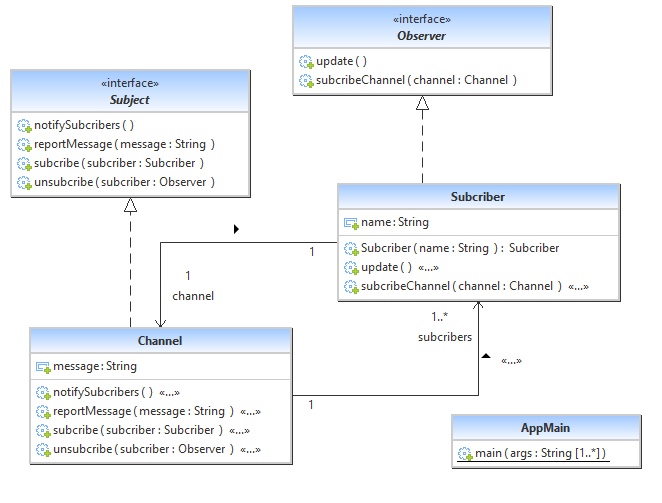 «interface»
Observer
update ( )
subcribeChannel ( channel : Channel )
«interface»
Subject
notifySubcribers ( )
reportMessage ( message : String )
subcribe ( subcriber : Subcriber )
unsubcribe ( subcriber : Observer )
Subcriber
name : String
Subcriber ( name : String ) : Subcriber
update ( ) «...»
subcribeChannel ( channel : Channel ) «...»
1
1
channel
1..*
subcribers
«...»
1
Channel
message : String
notifySubcribers ( ) «...»
reportMessage ( message : String ) «...»
subcribe ( subcriber : Subcriber ) «...»
unsubcribe ( subcriber : Observer ) «...»
AppMain
main ( args : String [1..*] )